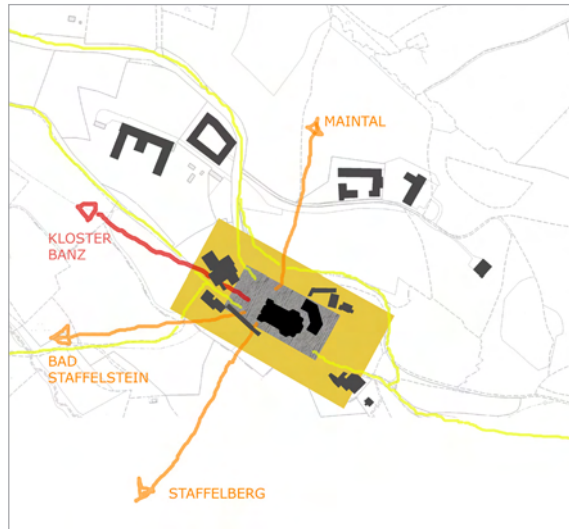 MAINTAL
KLOSTER
BANZ
BAD
STAFFELSTEIN
STAFFELBERG